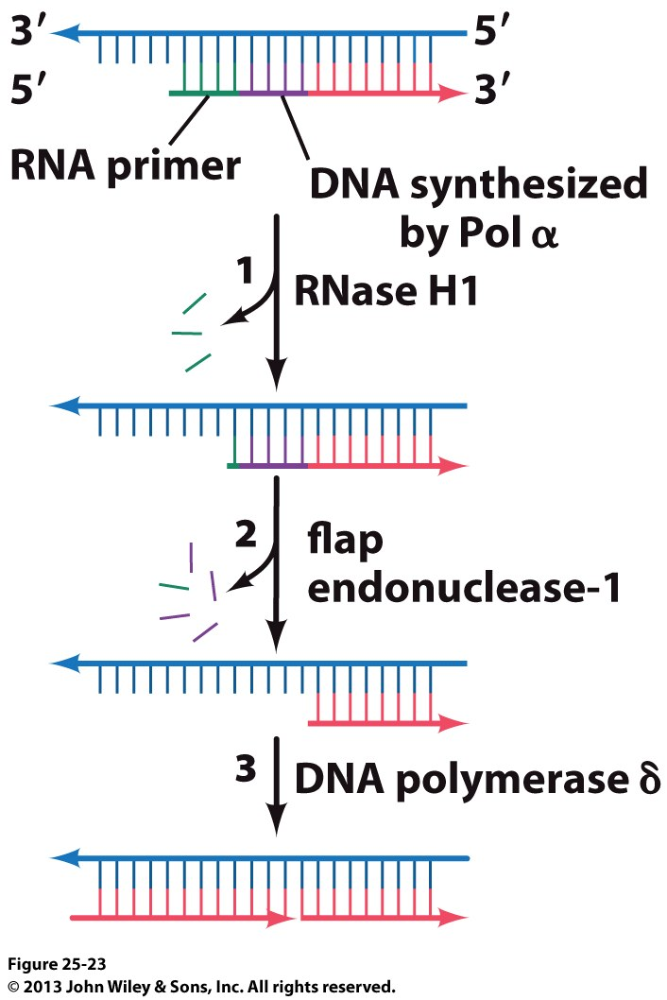 3′ 5′
5′ 3′
RNA primer
DNA synthesized
by Pol α
1
RNase H1
2
flap
endonuclease-1
3
DNA polymerase δ
Figure 25-23
© 2013 John Wiley & Sons, Inc. All rights reserved.